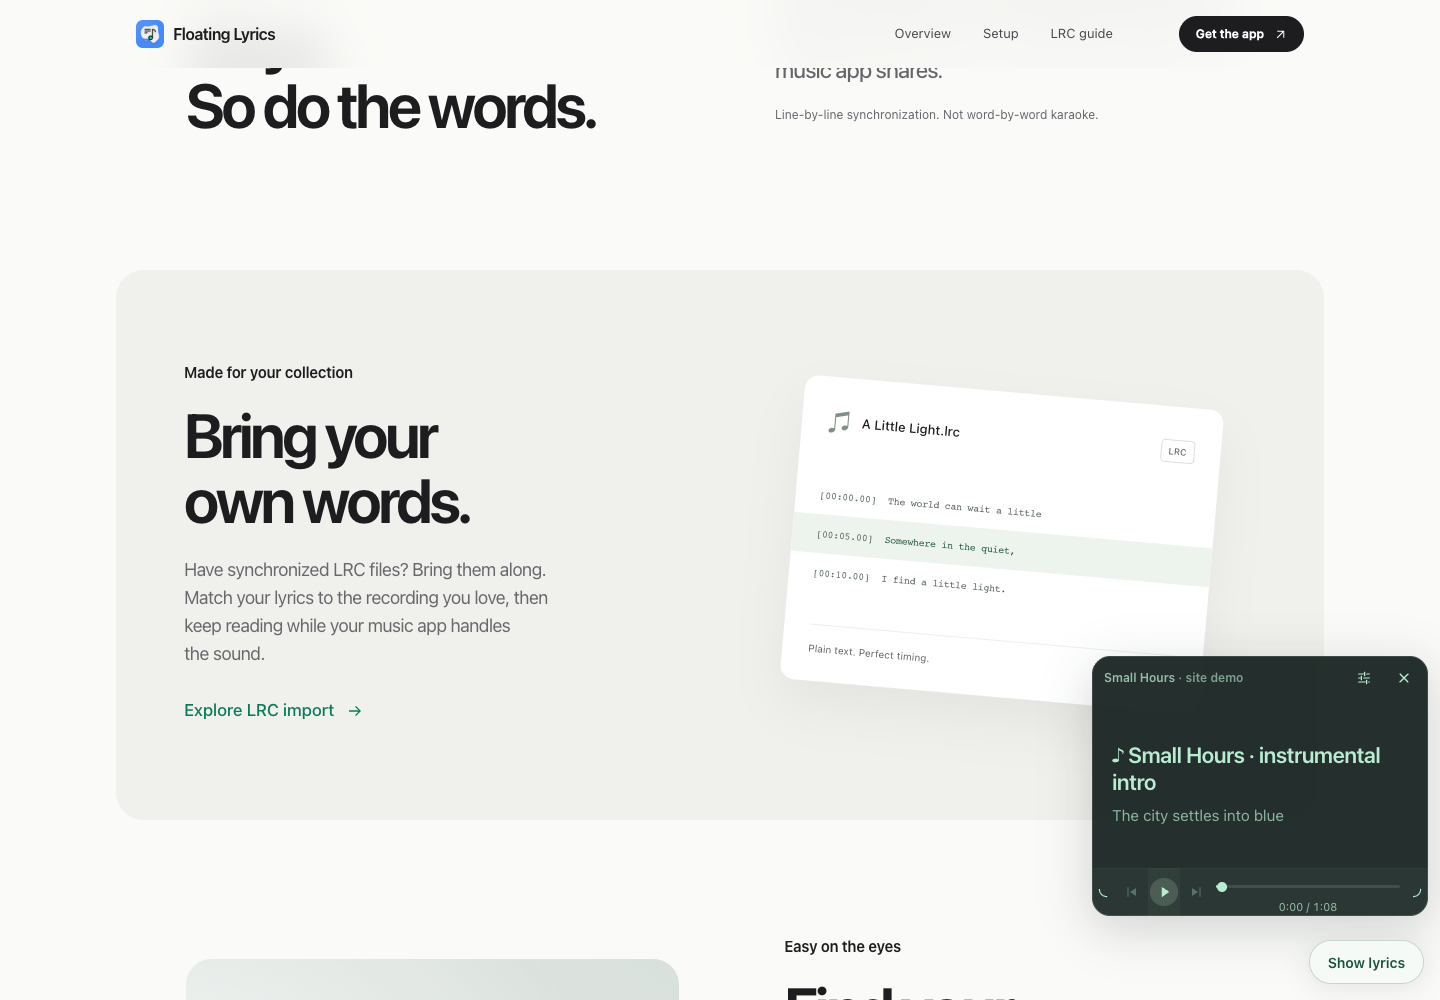 Floating Lyrics
Overview
Setup
LRC guide
Get the app
So do the words.
music app shares.
Line-by-line synchronization. Not word-by-word karaoke.
Made for your collection
Bring your
own words.
Have synchronized LRC files? Bring them along.
Match your lyrics to the recording you love, then
keep reading while your music app handles
the sound.
Explore LRC import
A Little Light.lrc
LRC
[00:00.00] The world can wait a little
[00:05.00] Somewhere in the quiet,
[00:10.00] I find a little light.
Plain text. Perfect timing.
Small Hours · site demo
♪ Small Hours · instrumental
intro
The city settles into blue
0:00 / 1:08
Easy on the eyes
Find your
Show lyrics